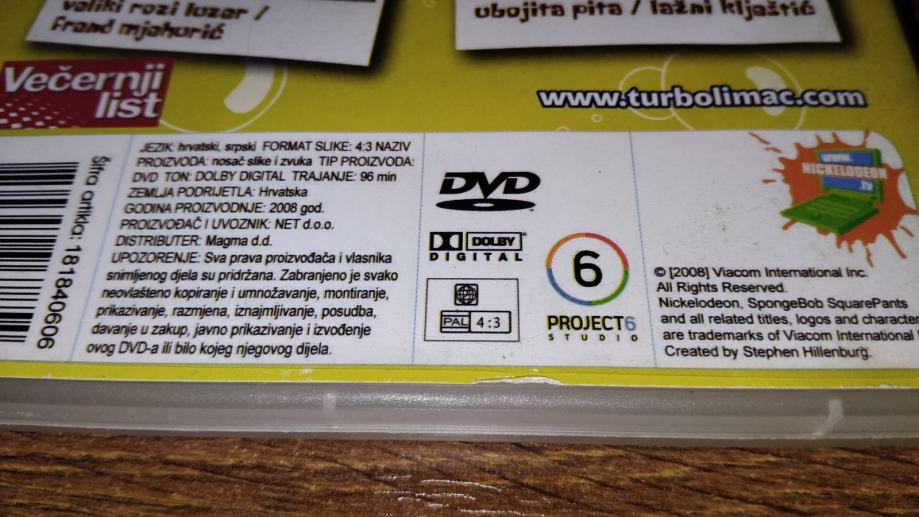 veliki rozi luzer /
Frend mjehurić
ubojita pita / lažni klještić
Večernji
list
www.turbolimac.com
Šifra artikla: 181840606
JEZIK: hrvatski, srpski FORMAT SLIKE: 4:3 NAZIV
PROIZVODA: nosač slike i zvuka TIP PROIZVODA:
DVD TON: DOLBY DIGITAL TRAJANJE: 96 min
ZEMLJA PODRIJETLA: Hrvatska
GODINA PROIZVODNJE: 2008 god.
PROIZVOĐAČ I UVOZNIK: NET d.o.o.
DISTRIBUTER: Magma d.d.
UPOZORENJE: Sva prava proizvođača i vlasnika
snimljenog djela su pridržana. Zabranjeno je svako
neovlašteno kopiranje i umnožavanje, montiranje,
prikazivanje, razmjena, iznajmljivanje, posudba,
davanje u zakup, javno prikazivanje i izvođenje
ovog DVD-a ili bilo kojeg njegovog dijela.
DVD
DOLBY
DIGITAL
PAL 4:3
6
PROJECT6
STUDIO
WWW.
NICKELODEON
.TV
© [2008] Viacom International Inc.
All Rights Reserved.
Nickelodeon, SpongeBob SquarePants
and all related titles, logos and character
are trademarks of Viacom International
Created by Stephen Hillenburg.